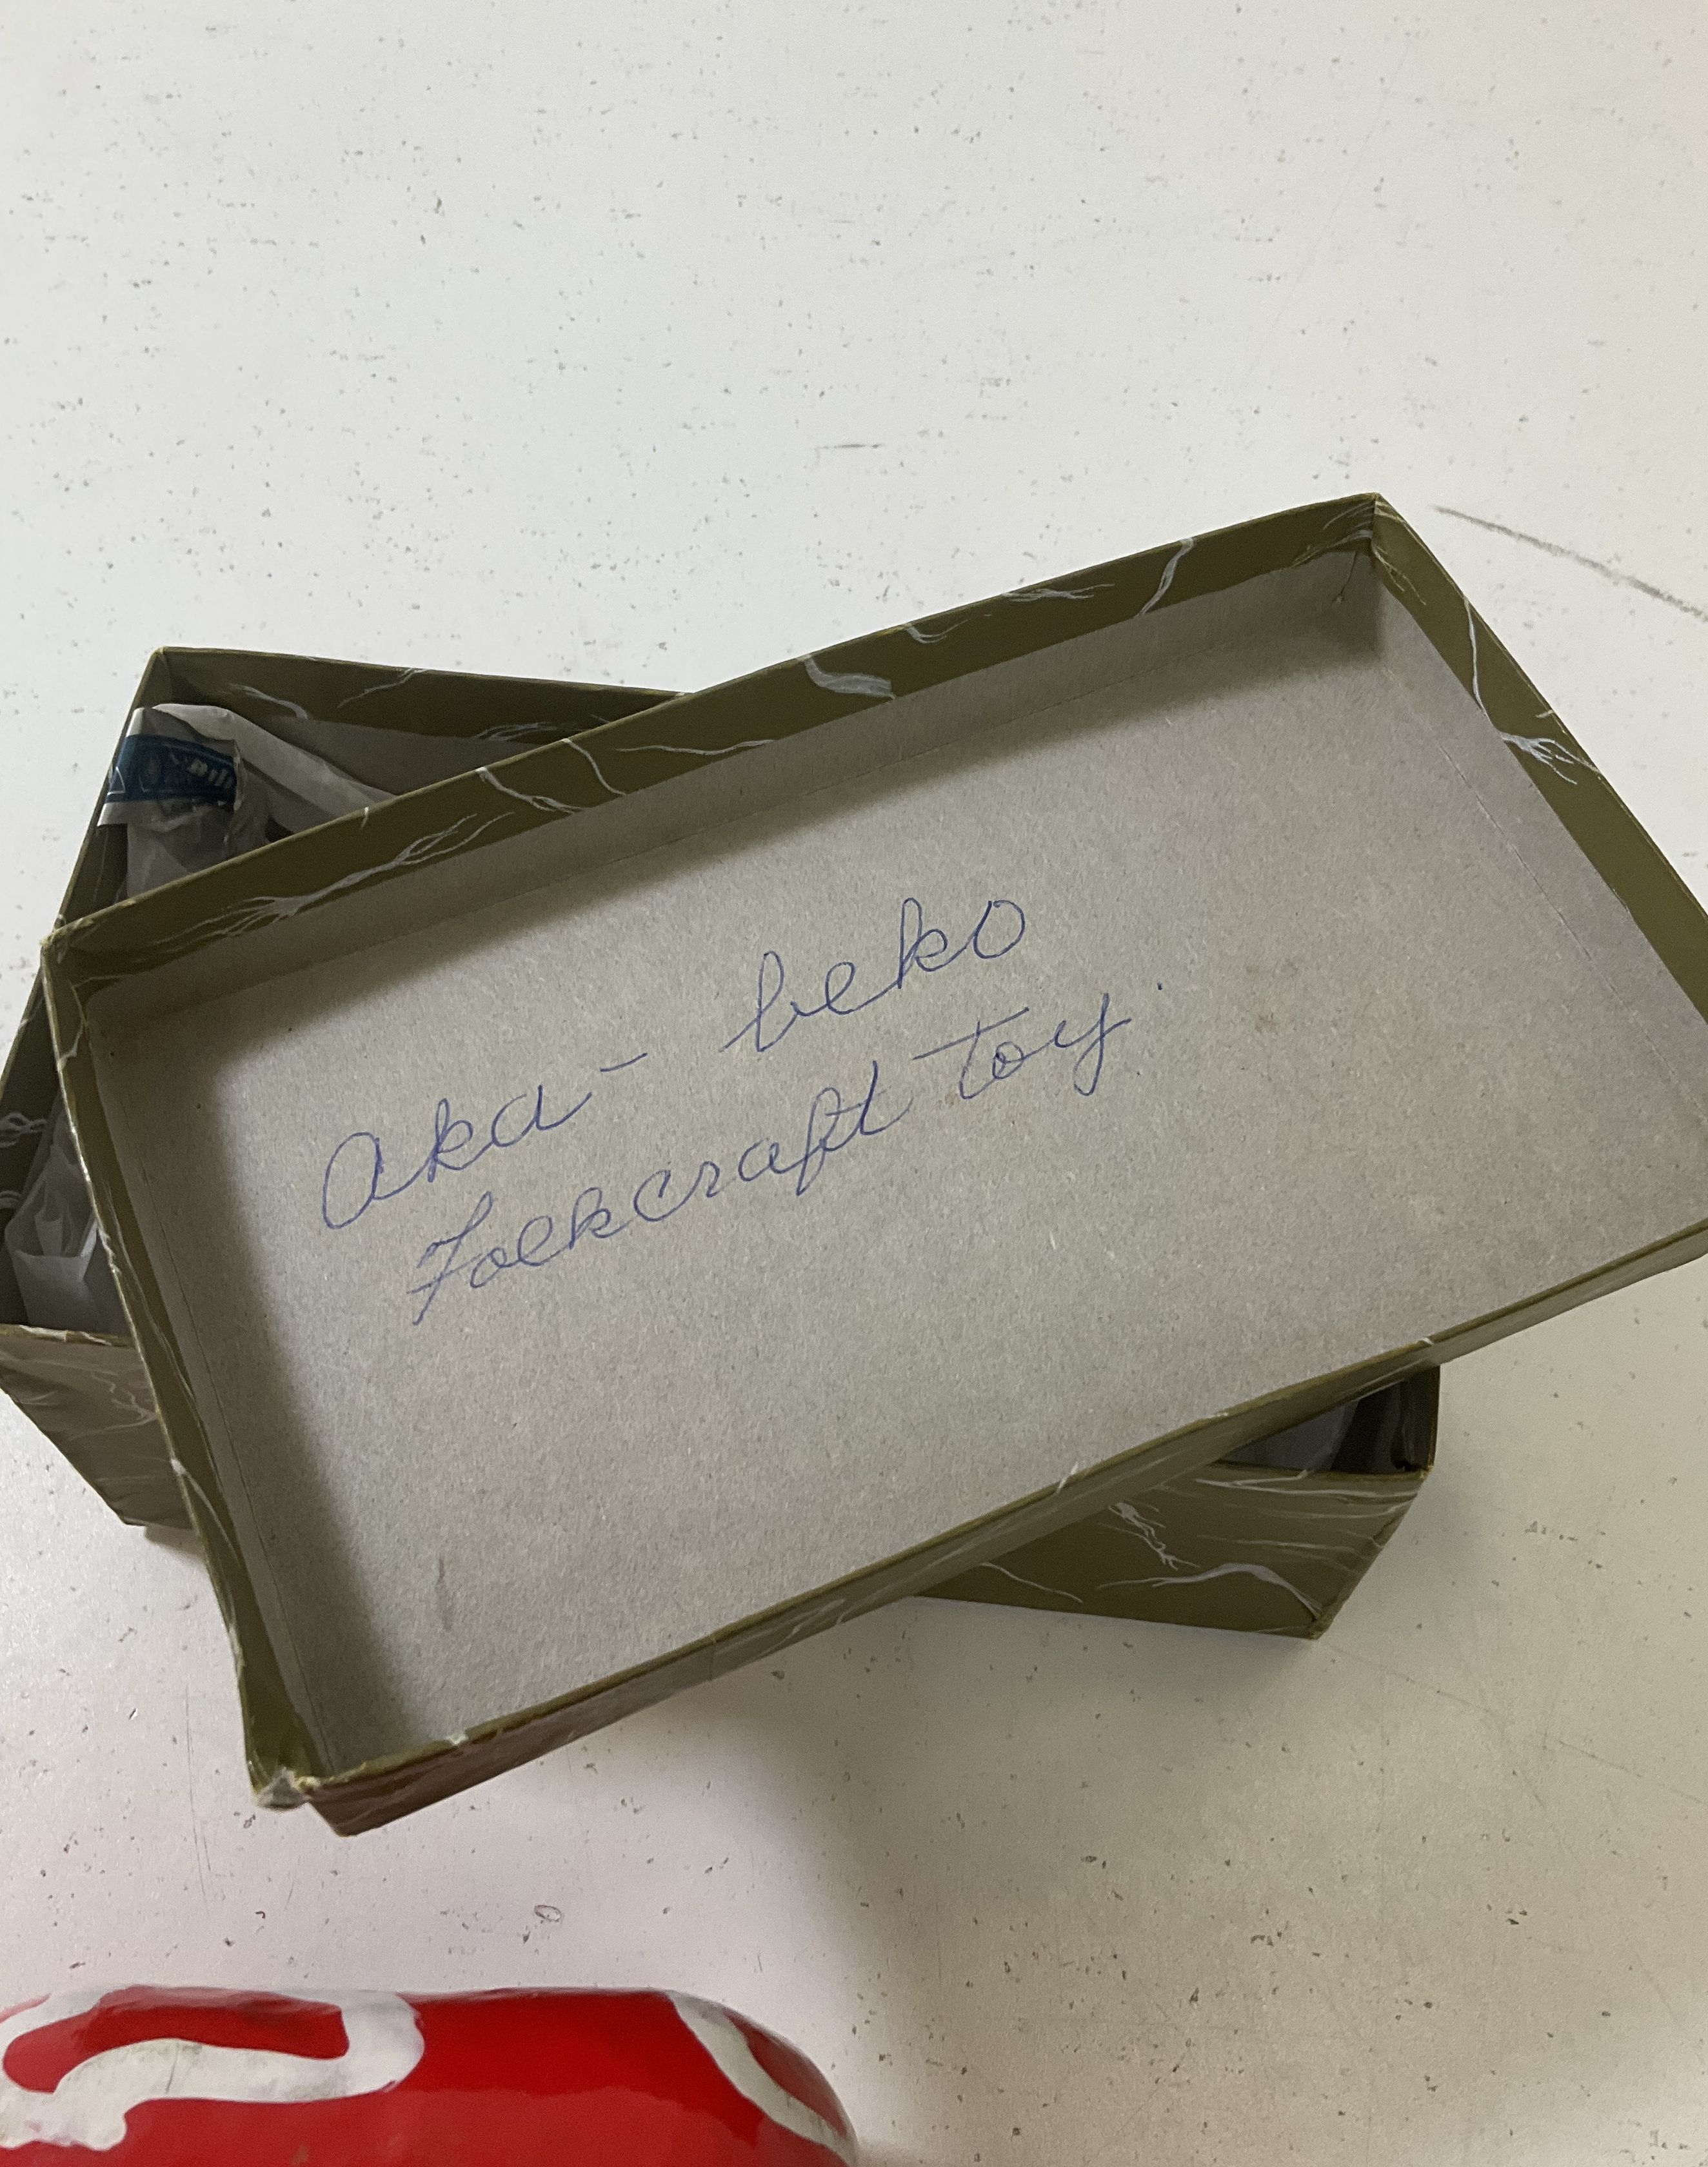 Aka- beko
Folkcraft toy.